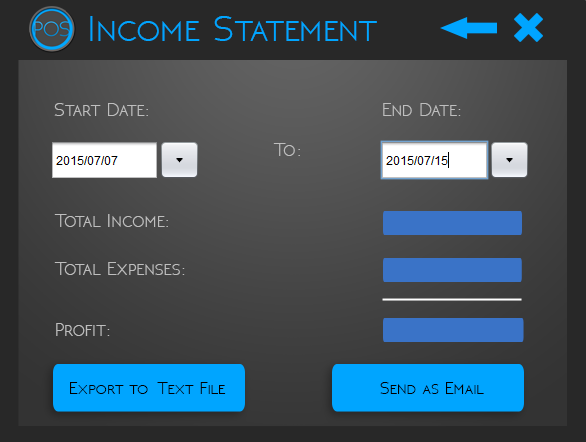 POS
Income Statement
Start Date:
End Date:
2015/07/07
To:
2015/07/15
Total Income:
Total Expenses:
Profit:
Export to Text File
Send as Email